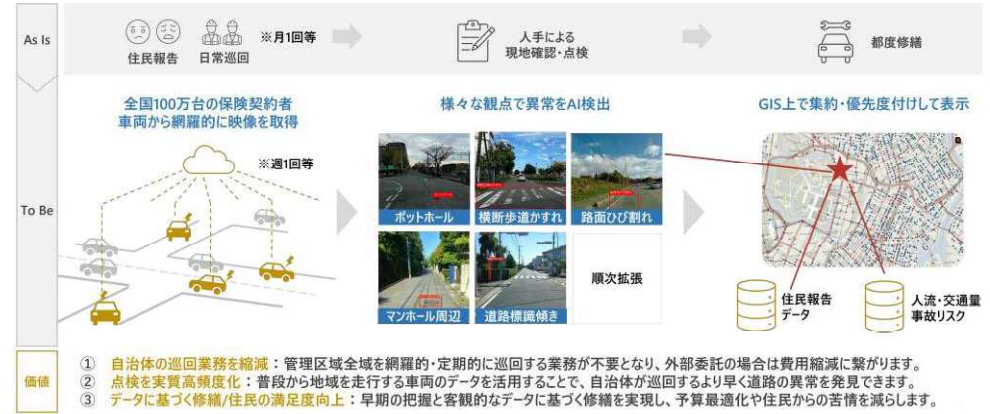 As Is
住民報告
日常巡回
※月1回等
人手による
現地確認・点検
都度修繕
To Be
全国100万台の保険契約者
車両から網羅的に映像を取得
※週1回等
様々な観点で異常をAI検出
ポットホール
横断歩道かすれ
路面ひび割れ
マンホール周辺
道路標識傾き
順次拡張
GIS上で集約・優先度付けして表示
住民報告
データ
人流・交通量
事故リスク
価値
① 自治体の巡回業務を縮減：管理区域全域を網羅的・定期的に巡回する業務が不要となり、外部委託の場合は費用縮減に繋がります。
② 点検を実質高頻度化：普段から地域を走行する車両のデータを活用することで、自治体が巡回するより早く道路の異常を発見できます。
③ データに基づく修繕/住民の満足度向上：早期の把握と客観的なデータに基づく修繕を実現し、予算最適化や住民からの苦情を減らします。